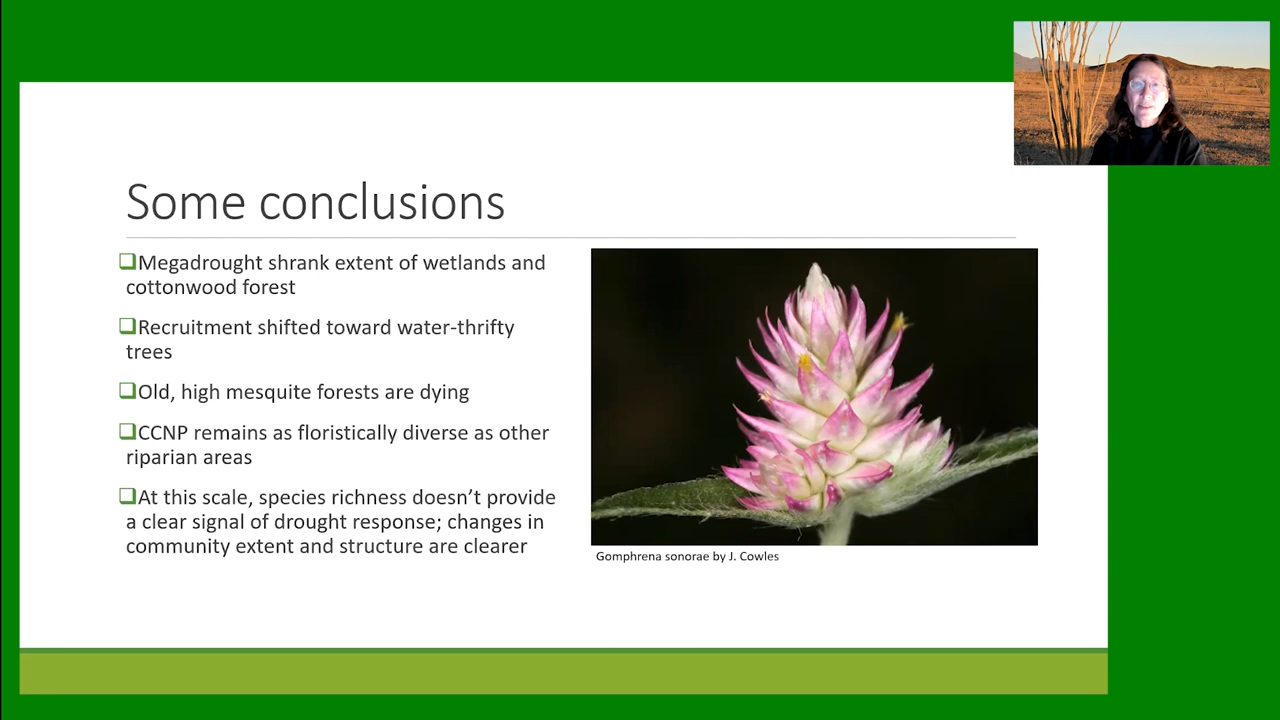 Some conclusions
❑Megadrought shrank extent of wetlands and
cottonwood forest
❑Recruitment shifted toward water-thrifty
trees
❑Old, high mesquite forests are dying
❑CCNP remains as floristically diverse as other
riparian areas
❑At this scale, species richness doesn’t provide
a clear signal of drought response; changes in
community extent and structure are clearer
Gomphrena sonorae by J. Cowles